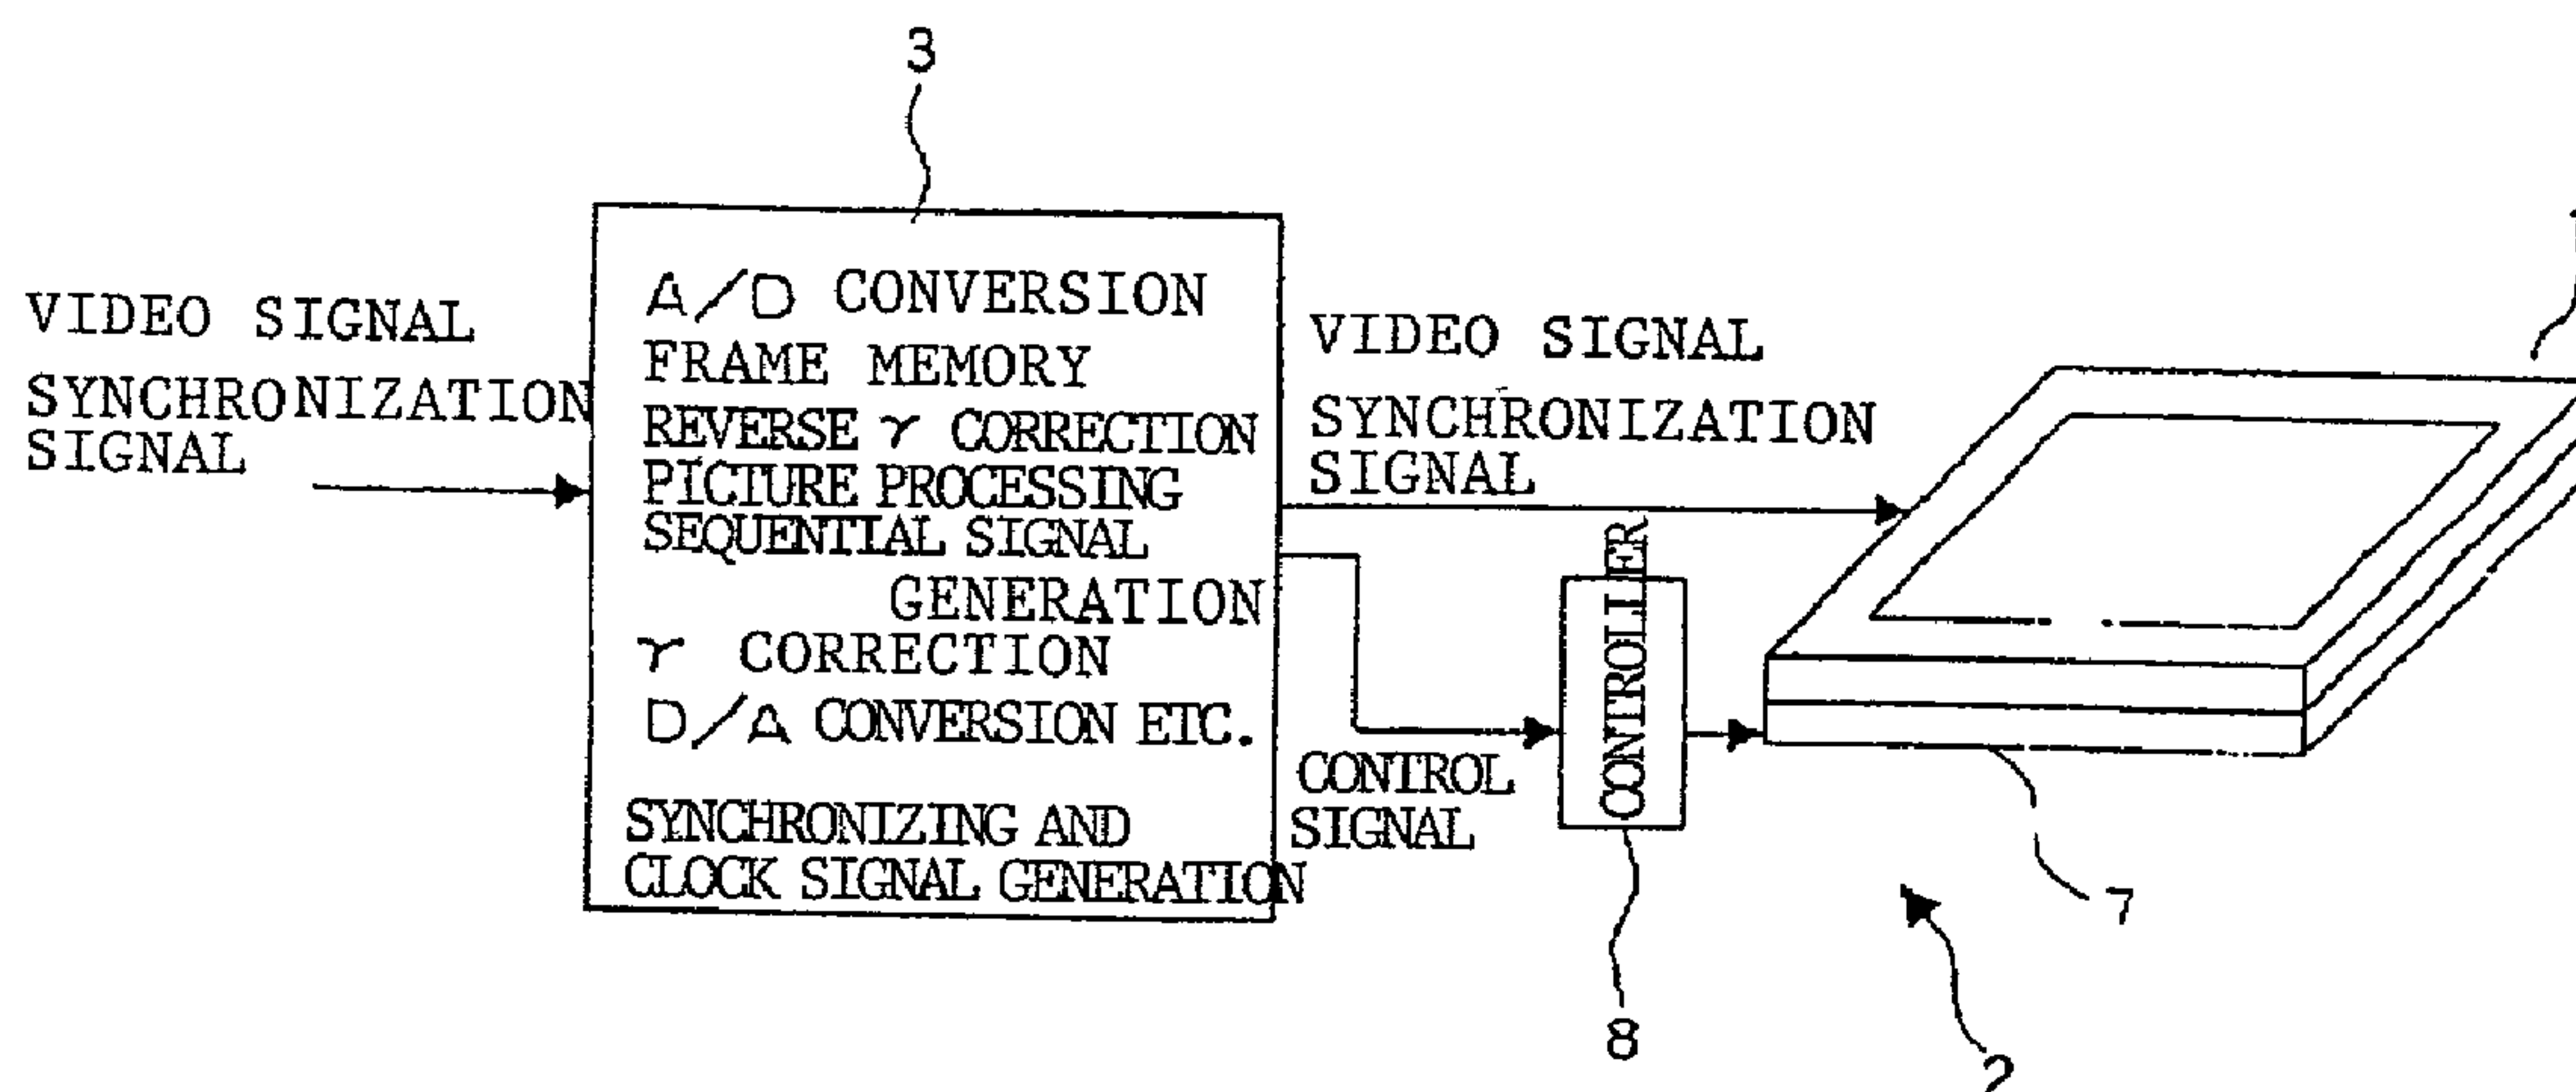 3
VIDEO SIGNAL
SYNCHRONIZATION
SIGNAL
A/D CONVERSION
FRAME MEMORY
REVERSE γ CORRECTION
PICTURE PROCESSING
SEQUENTIAL SIGNAL
GENERATION
γ CORRECTION
D/A CONVERSION ETC.
SYNCHRONIZING AND
CLOCK SIGNAL GENERATION
VIDEO SIGNAL
SYNCHRONIZATION
SIGNAL
CONTROL
SIGNAL
CONTROLLER
8
7
2